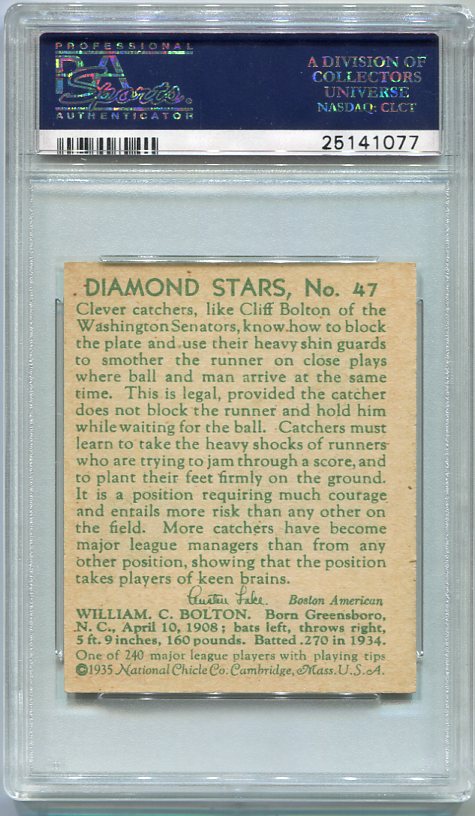 PROFESSIONAL
PSA
Sports
AUTHENTICATOR
A DIVISION OF
COLLECTORS
UNIVERSE
NASDAQ: CLCT
25141077
DIAMOND STARS, No. 47
Clever catchers, like Cliff Bolton of the
Washington Senators, know how to block
the plate and use their heavy shin guards
to smother the runner on close plays
where ball and man arrive at the same
time. This is legal, provided the catcher
does not block the runner and hold him
while waiting for the ball. Catchers must
learn to take the heavy shocks of runners
who are trying to jam through a score, and
to plant their feet firmly on the ground.
It is a position requiring much courage
and entails more risk than any other on
the field. More catchers have become
major league managers than from any
other position, showing that the position
takes players of keen brains.
Austen Lake Boston American
WILLIAM. C. BOLTON. Born Greensboro,
N. C., April 10, 1908; bats left, throws right,
5 ft. 9 inches, 160 pounds. Batted .270 in 1934.
One of 240 major league players with playing tips
©1935 National Chicle Co. Cambridge, Mass. U.S.A.